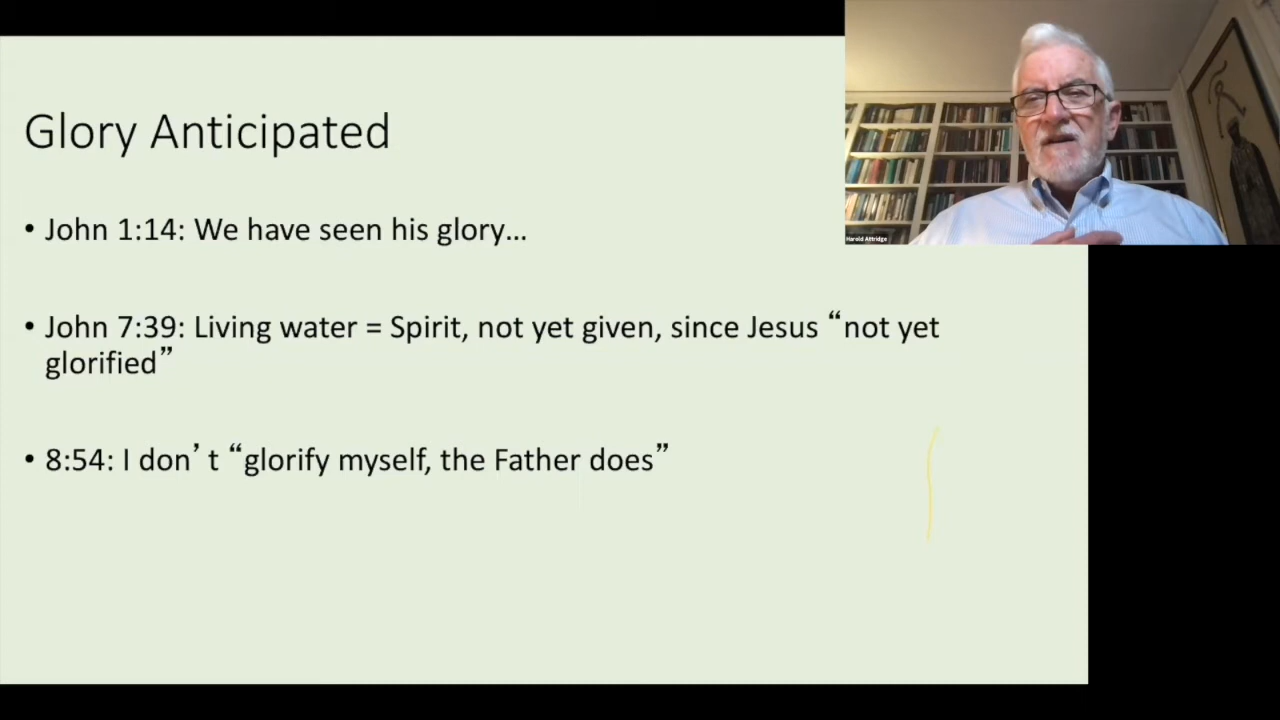 Glory Anticipated
• John 1:14: We have seen his glory…
• John 7:39: Living water = Spirit, not yet given, since Jesus “not yet
glorified”
• 8:54: I don’ t “glorify myself, the Father does”
Harold Attridge